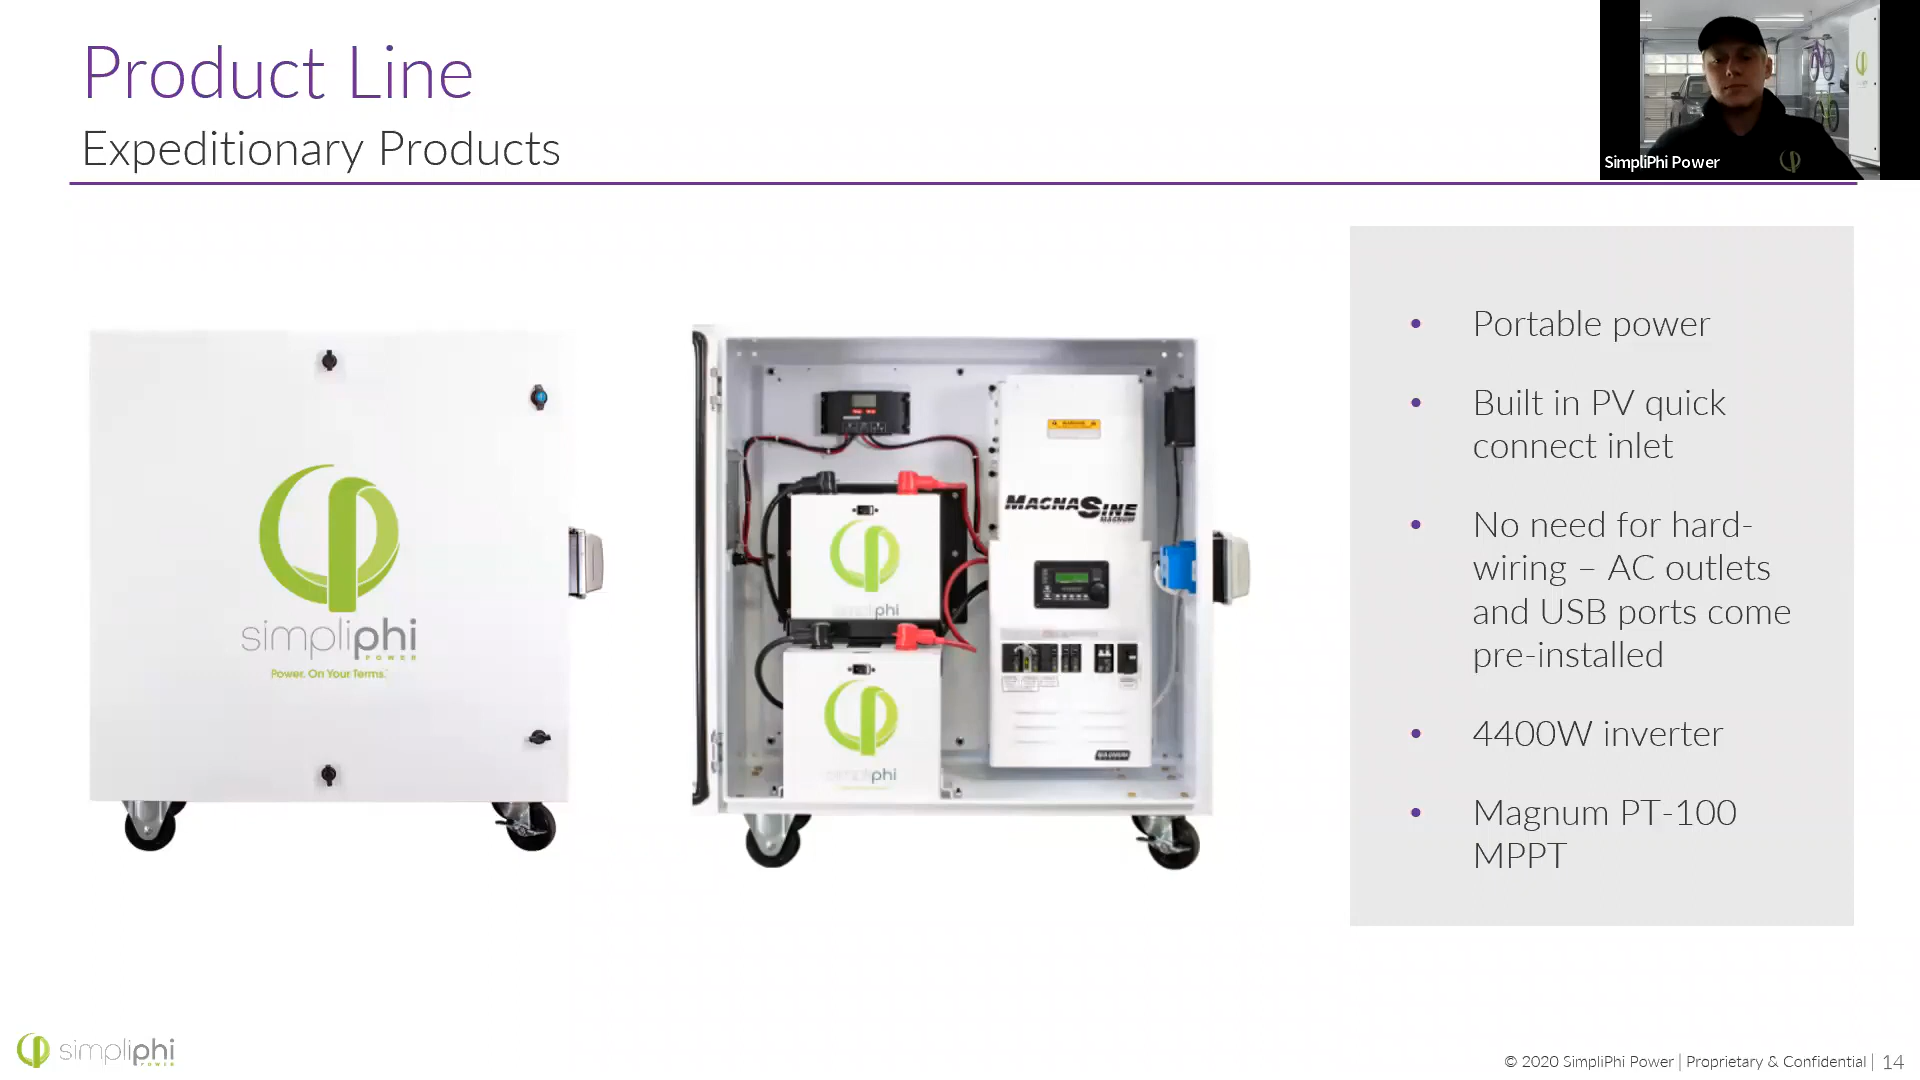 Product Line
Expeditionary Products
SimpliPhi Power
simpliphi
POWER
Power. On Your Terms.
MAGNASINE
MAGNUM
simpliphi
simpliphi
MAGNUM
• Portable power
• Built in PV quick
connect inlet
• No need for hard-
wiring – AC outlets
and USB ports come
pre-installed
• 4400W inverter
• Magnum PT-100
MPPT
simpliphi
POWER
© 2020 SimpliPhi Power | Proprietary & Confidential | 14